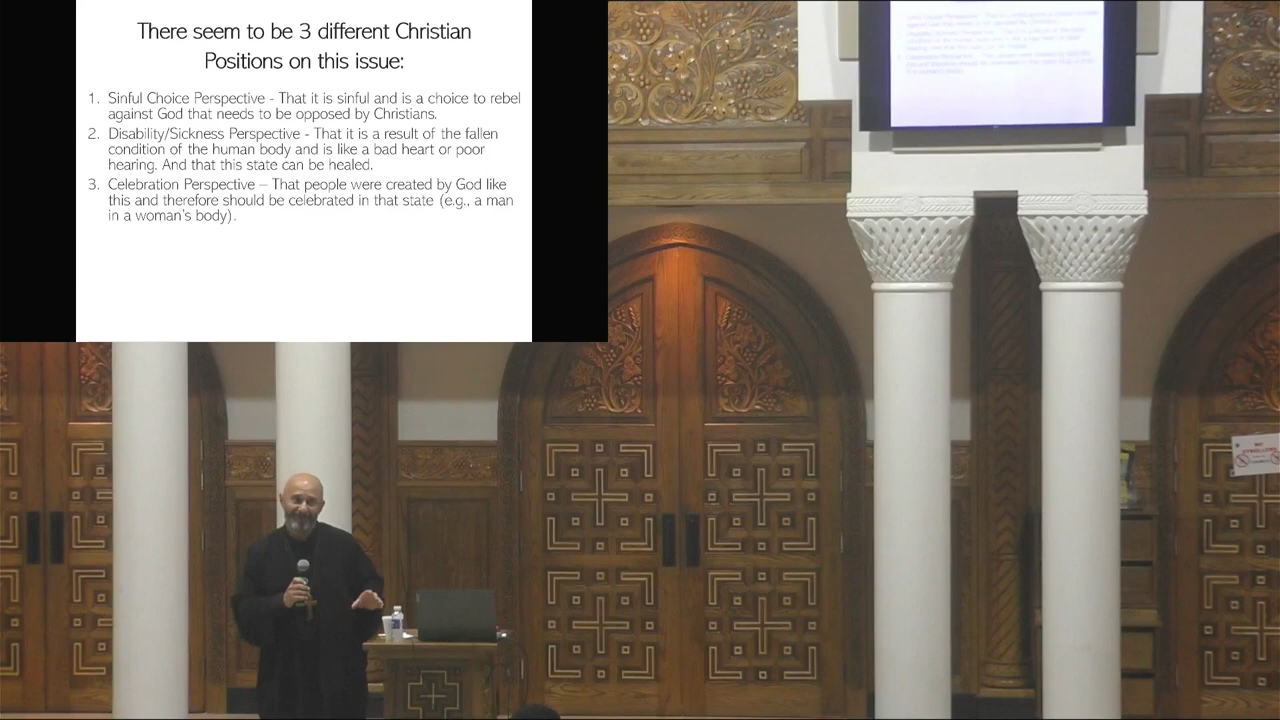 There seem to be 3 different Christian
Positions on this issue:
1. Sinful Choice Perspective - That it is sinful and is a choice to rebel
against God that needs to be opposed by Christians.
2. Disability/Sickness Perspective - That it is a result of the fallen
condition of the human body and is like a bad heart or poor
hearing. And that this state can be healed.
3. Celebration Perspective – That people were created by God like
this and therefore should be celebrated in that state (e.g., a man
in a woman's body).
NO
STROLLERS